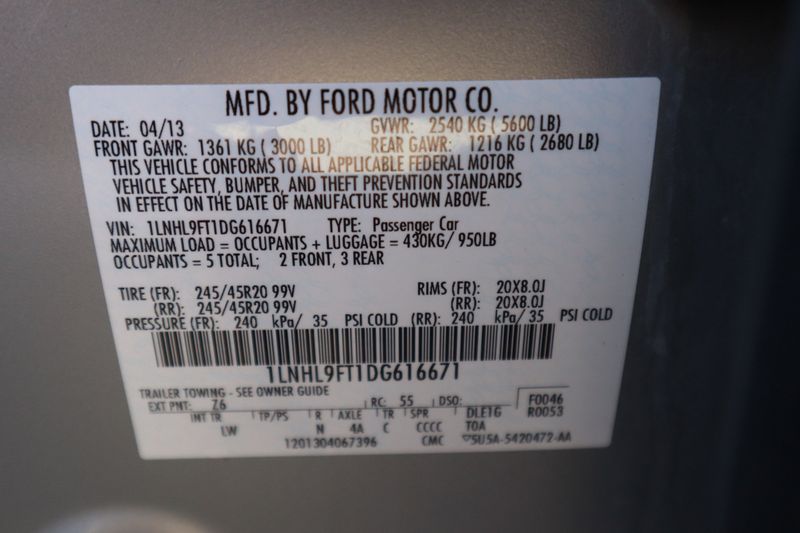 MFD. BY FORD MOTOR CO.
DATE: 04/13 GVWR: 2540 KG ( 5600 LB)
FRONT GAWR: 1361 KG ( 3000 LB) REAR GAWR: 1216 KG ( 2680 LB)
THIS VEHICLE CONFORMS TO ALL APPLICABLE FEDERAL MOTOR
VEHICLE SAFETY, BUMPER, AND THEFT PREVENTION STANDARDS
IN EFFECT ON THE DATE OF MANUFACTURE SHOWN ABOVE.
VIN: 1LNHL9FT1DG616671 TYPE: Passenger Car
MAXIMUM LOAD = OCCUPANTS + LUGGAGE = 430KG/ 950LB
OCCUPANTS = 5 TOTAL; 2 FRONT, 3 REAR
TIRE (FR): 245/45R20 99V RIMS (FR): 20X8.0J
(RR): 245/45R20 99V (RR): 20X8.0J
PRESSURE (FR): 240 kPa/ 35 PSI COLD (RR): 240 kPa/ 35 PSI COLD
1LNHL9FT1DG616671
TRAILER TOWING - SEE OWNER GUIDE
EXT PNT: Z6 RC: 55 DSO: F0046
R0053
INT TR TP/PS R AXLE TR SPR DLE1G
LW N 4A C CCCC TOA
1201304067396 CMC 5U5A-5420472-AA